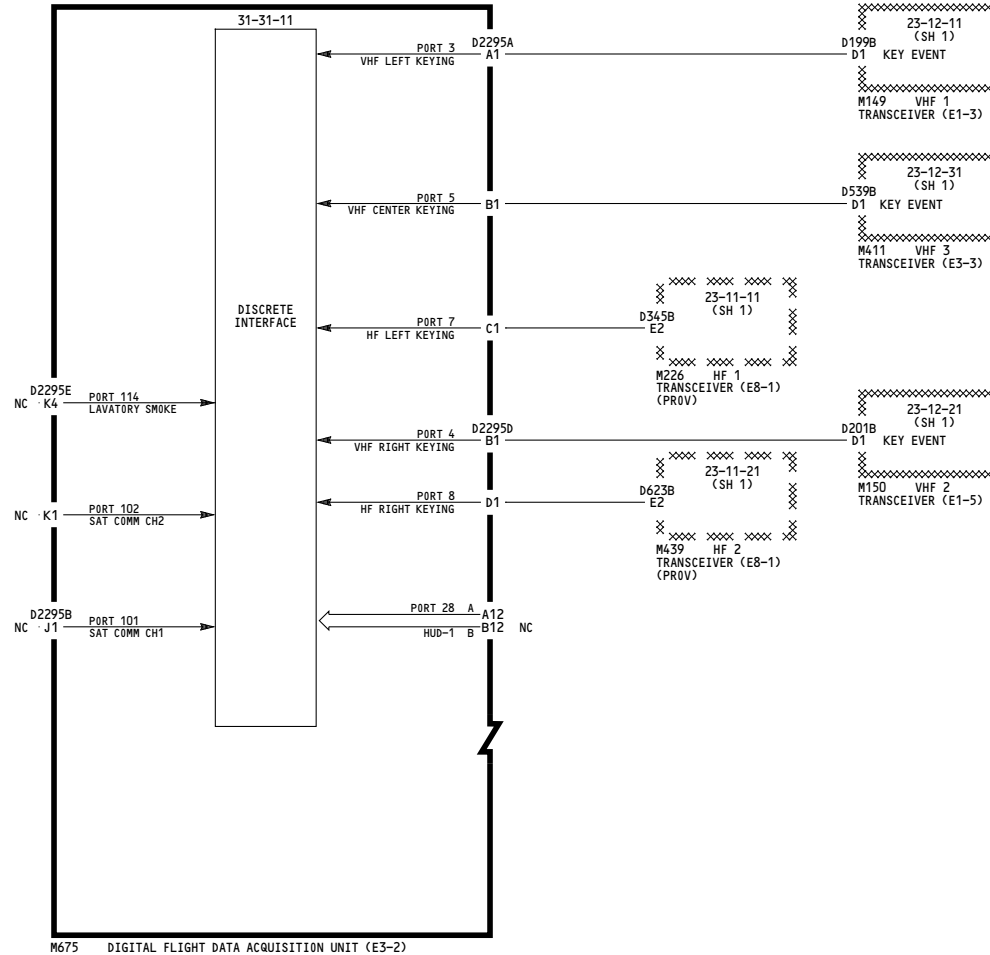 31-31-11
PORT 3
VHF LEFT KEYING
D2295A
A1
D199B
D1 KEY EVENT
23-12-11
(SH 1)
M149 VHF 1
TRANSCEIVER (E1-3)
PORT 5
VHF CENTER KEYING
B1
D539B
D1 KEY EVENT
23-12-31
(SH 1)
M411 VHF 3
TRANSCEIVER (E3-3)
DISCRETE
INTERFACE
PORT 7
HF LEFT KEYING
C1
D345B
E2
23-11-11
(SH 1)
M226 HF 1
TRANSCEIVER (E8-1)
(PROV)
D2295E
NC K4
PORT 114
LAVATORY SMOKE
PORT 4
VHF RIGHT KEYING
D2295D
B1
D201B
D1 KEY EVENT
23-12-21
(SH 1)
M150 VHF 2
TRANSCEIVER (E1-5)
NC K1
PORT 102
SAT COMM CH2
PORT 8
HF RIGHT KEYING
D1
D623B
E2
23-11-21
(SH 1)
M439 HF 2
TRANSCEIVER (E8-1)
(PROV)
D2295B
NC J1
PORT 101
SAT COMM CH1
PORT 28 A
HUD-1 B
A12
B12 NC
M675 DIGITAL FLIGHT DATA ACQUISITION UNIT (E3-2)